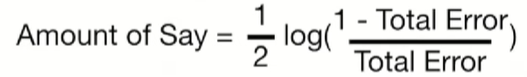 Amount of Say = 1/2 log((1 - Total Error)/Total Error)